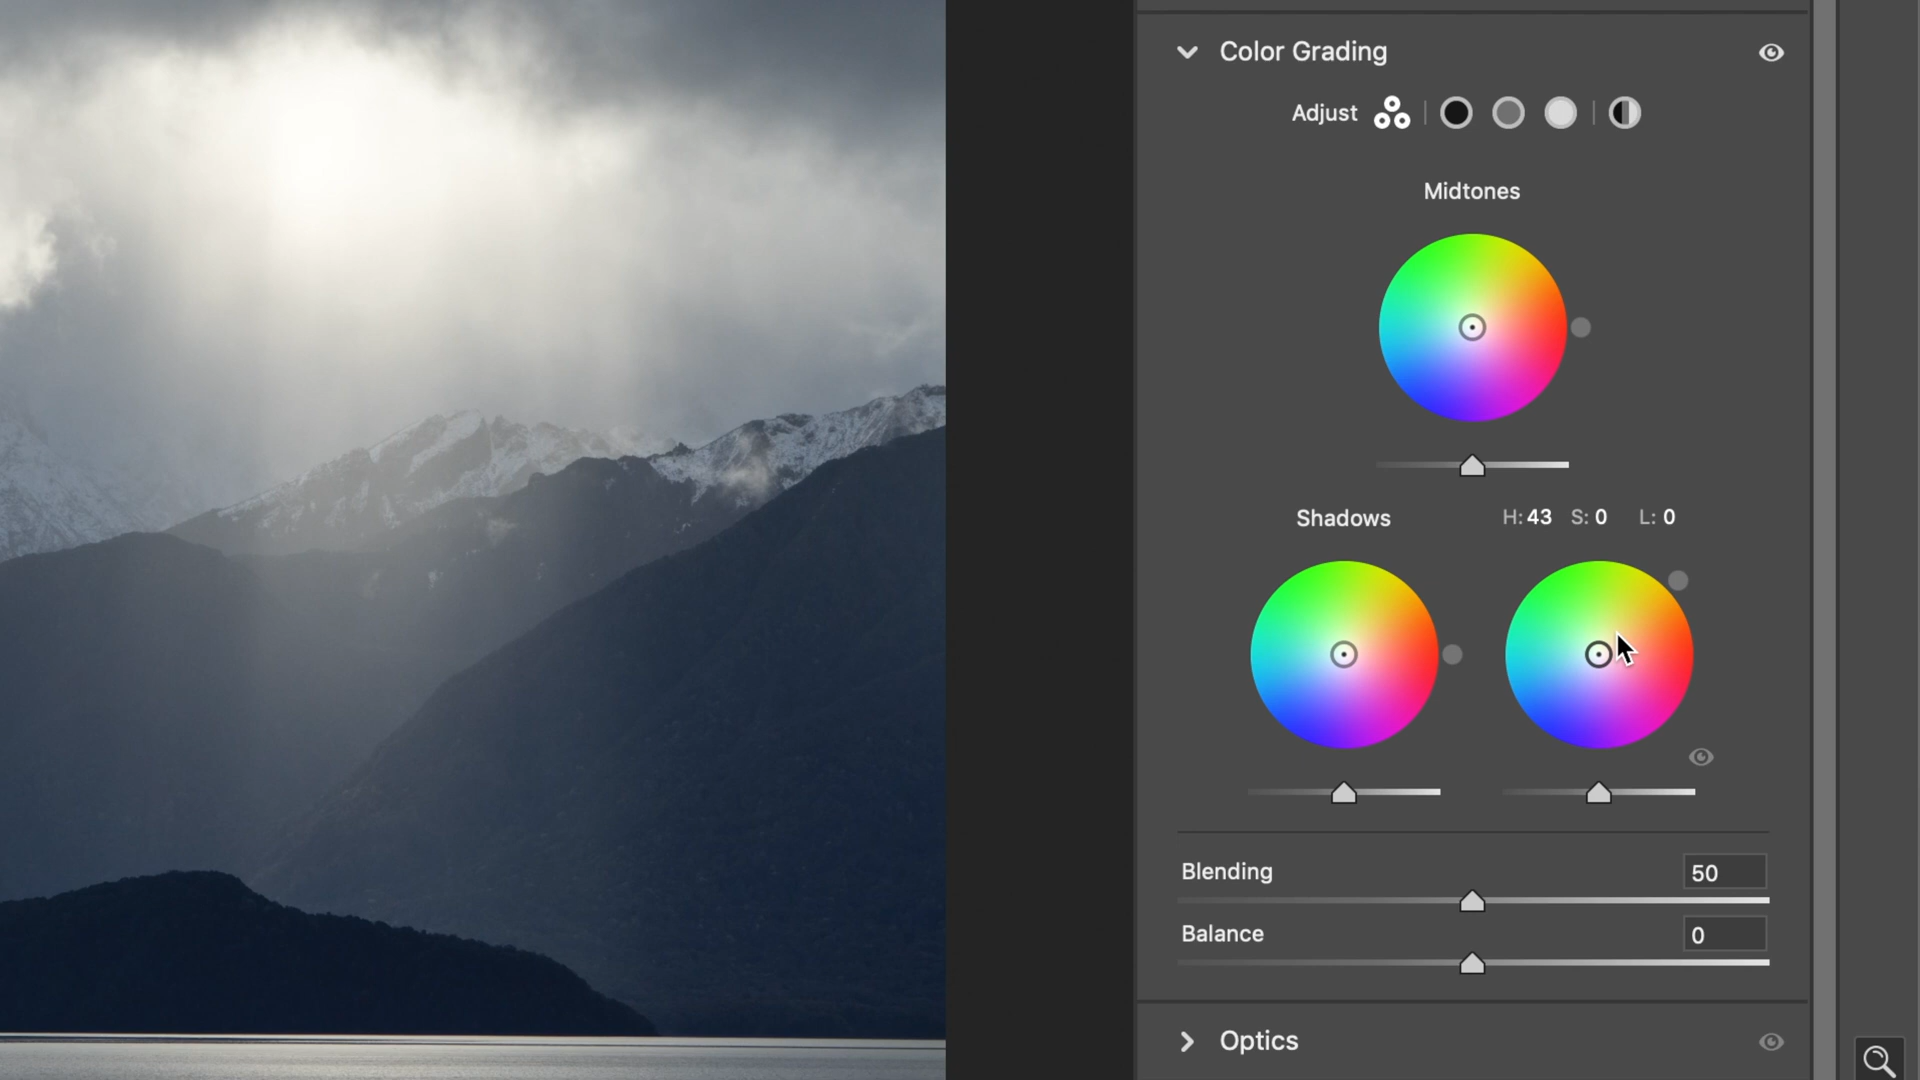 Color Grading
Adjust
Midtones
Shadows H: 43 S: 0 L: 0
Blending 50
Balance 0
Optics